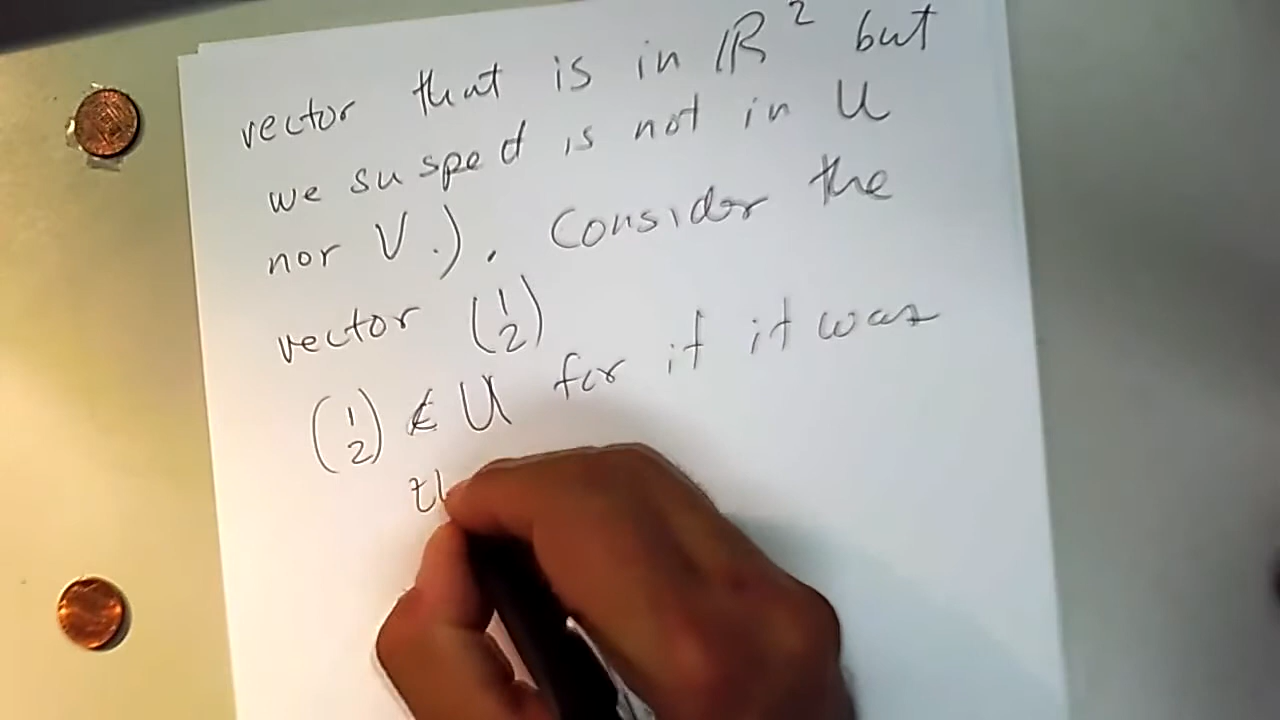 vector that is in ℝ² but
we suspect is not in U
nor V.). Consider the
vector (1 2)
(1 2) ∉ U for if it was